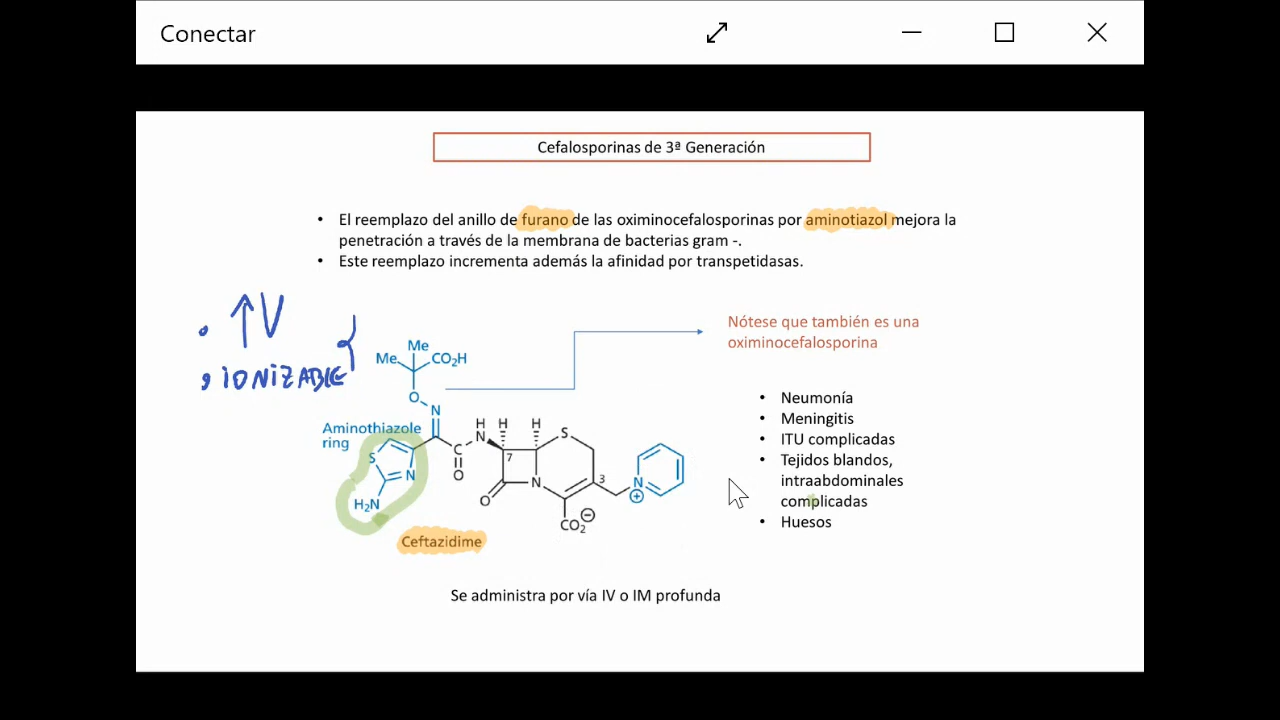 Conectar
Cefalosporinas de 3ª Generación
• El reemplazo del anillo de furano de las oximinocefalosporinas por aminotiazol mejora la
penetración a través de la membrana de bacterias gram -.
• Este reemplazo incrementa además la afinidad por transpetidasas.
• ↑V
• iONiZABLE
Nótese que también es una
oximinocefalosporina
Me
Me
CO2H
O
N
Aminothiazole
ring
S
N
H2N
C
O
H
N
H
H
S
7
O
N
3
CO2⊖
N
⊕
Ceftazidime
• Neumonía
• Meningitis
• ITU complicadas
• Tejidos blandos,
intraabdominales
complicadas
• Huesos
Se administra por vía IV o IM profunda